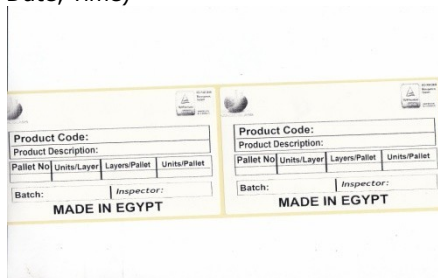 Date, Time)
Product Code:
Product Description:
Pallet No Units/Layer Layers/Pallet Units/Pallet
Batch: Inspector:
MADE IN EGYPT
Product Code:
Product Description:
Pallet No Units/Layer Layers/Pallet Units/Pallet
Batch: Inspector:
MADE IN EGYPT